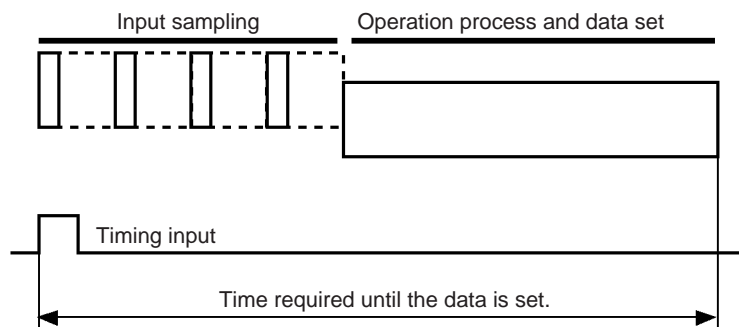 Input sampling
Operation process and data set
Timing input
Time required until the data is set.